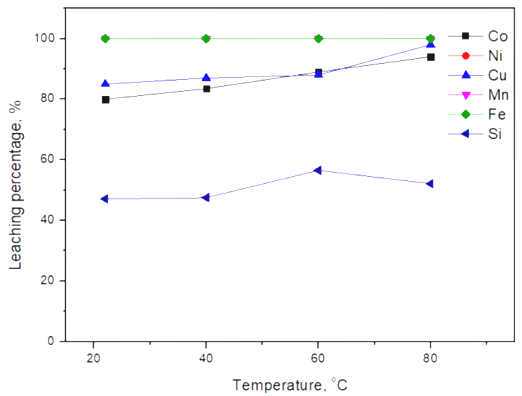 100
80
60
40
20
0
Leaching percentage, %
20 40 60 80
Temperature, °C
Co
Ni
Cu
Mn
Fe
Si